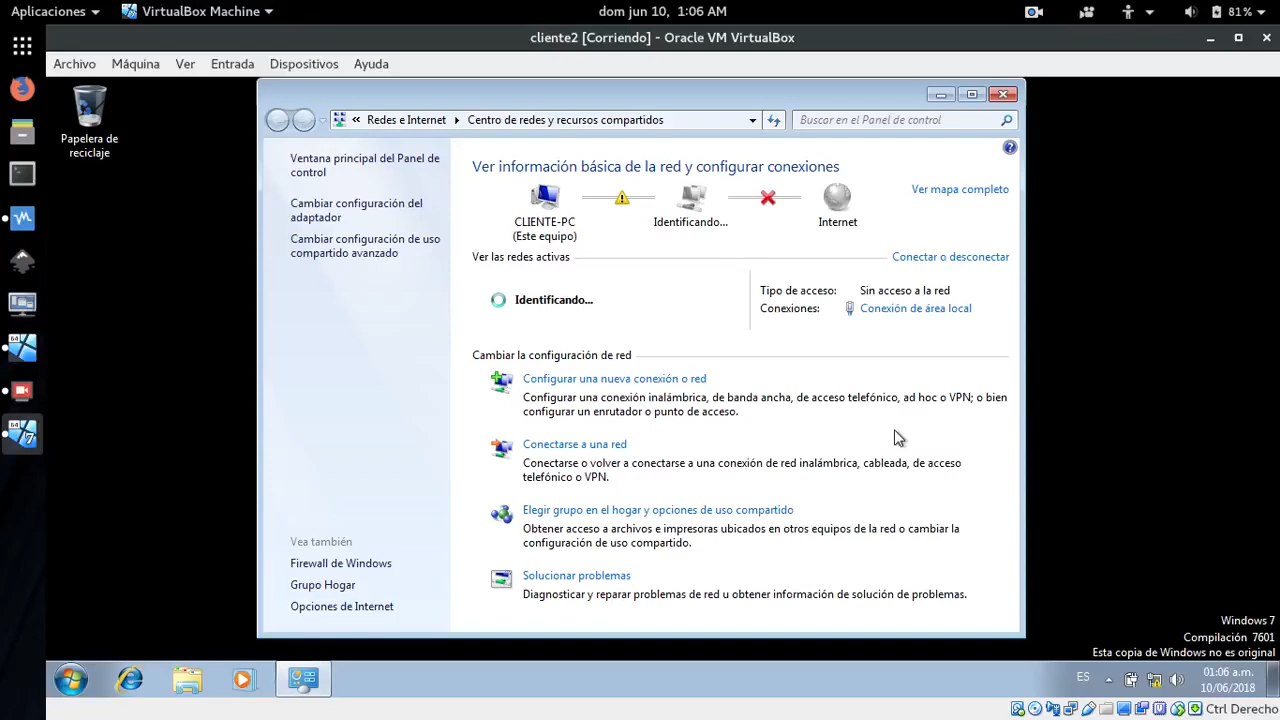 Aplicaciones
VirtualBox Machine
dom jun 10, 1:06 AM
81%
cliente2 [Corriendo] - Oracle VM VirtualBox
Archivo Máquina Ver Entrada Dispositivos Ayuda
Papelera de
reciclaje
« Redes e Internet Centro de redes y recursos compartidos
Buscar en el Panel de control
Ventana principal del Panel de
control
Cambiar configuración del
adaptador
Cambiar configuración de uso
compartido avanzado
Vea también
Firewall de Windows
Grupo Hogar
Opciones de Internet
Ver información básica de la red y configurar conexiones
Ver mapa completo
CLIENTE-PC
(Este equipo)
Identificando...
Internet
Ver las redes activas
Conectar o desconectar
Identificando...
Tipo de acceso: Sin acceso a la red
Conexiones: Conexión de área local
Cambiar la configuración de red
Configurar una nueva conexión o red
Configurar una conexión inalámbrica, de banda ancha, de acceso telefónico, ad hoc o VPN; o bien
configurar un enrutador o punto de acceso.
Conectarse a una red
Conectarse o volver a conectarse a una conexión de red inalámbrica, cableada, de acceso
telefónico o VPN.
Elegir grupo en el hogar y opciones de uso compartido
Obtener acceso a archivos e impresoras ubicados en otros equipos de la red o cambiar la
configuración de uso compartido.
Solucionar problemas
Diagnosticar y reparar problemas de red u obtener información de solución de problemas.
Windows 7
Compilación 7601
Esta copia de Windows no es original
ES
01:06 a.m.
10/06/2018
Ctrl Derecho